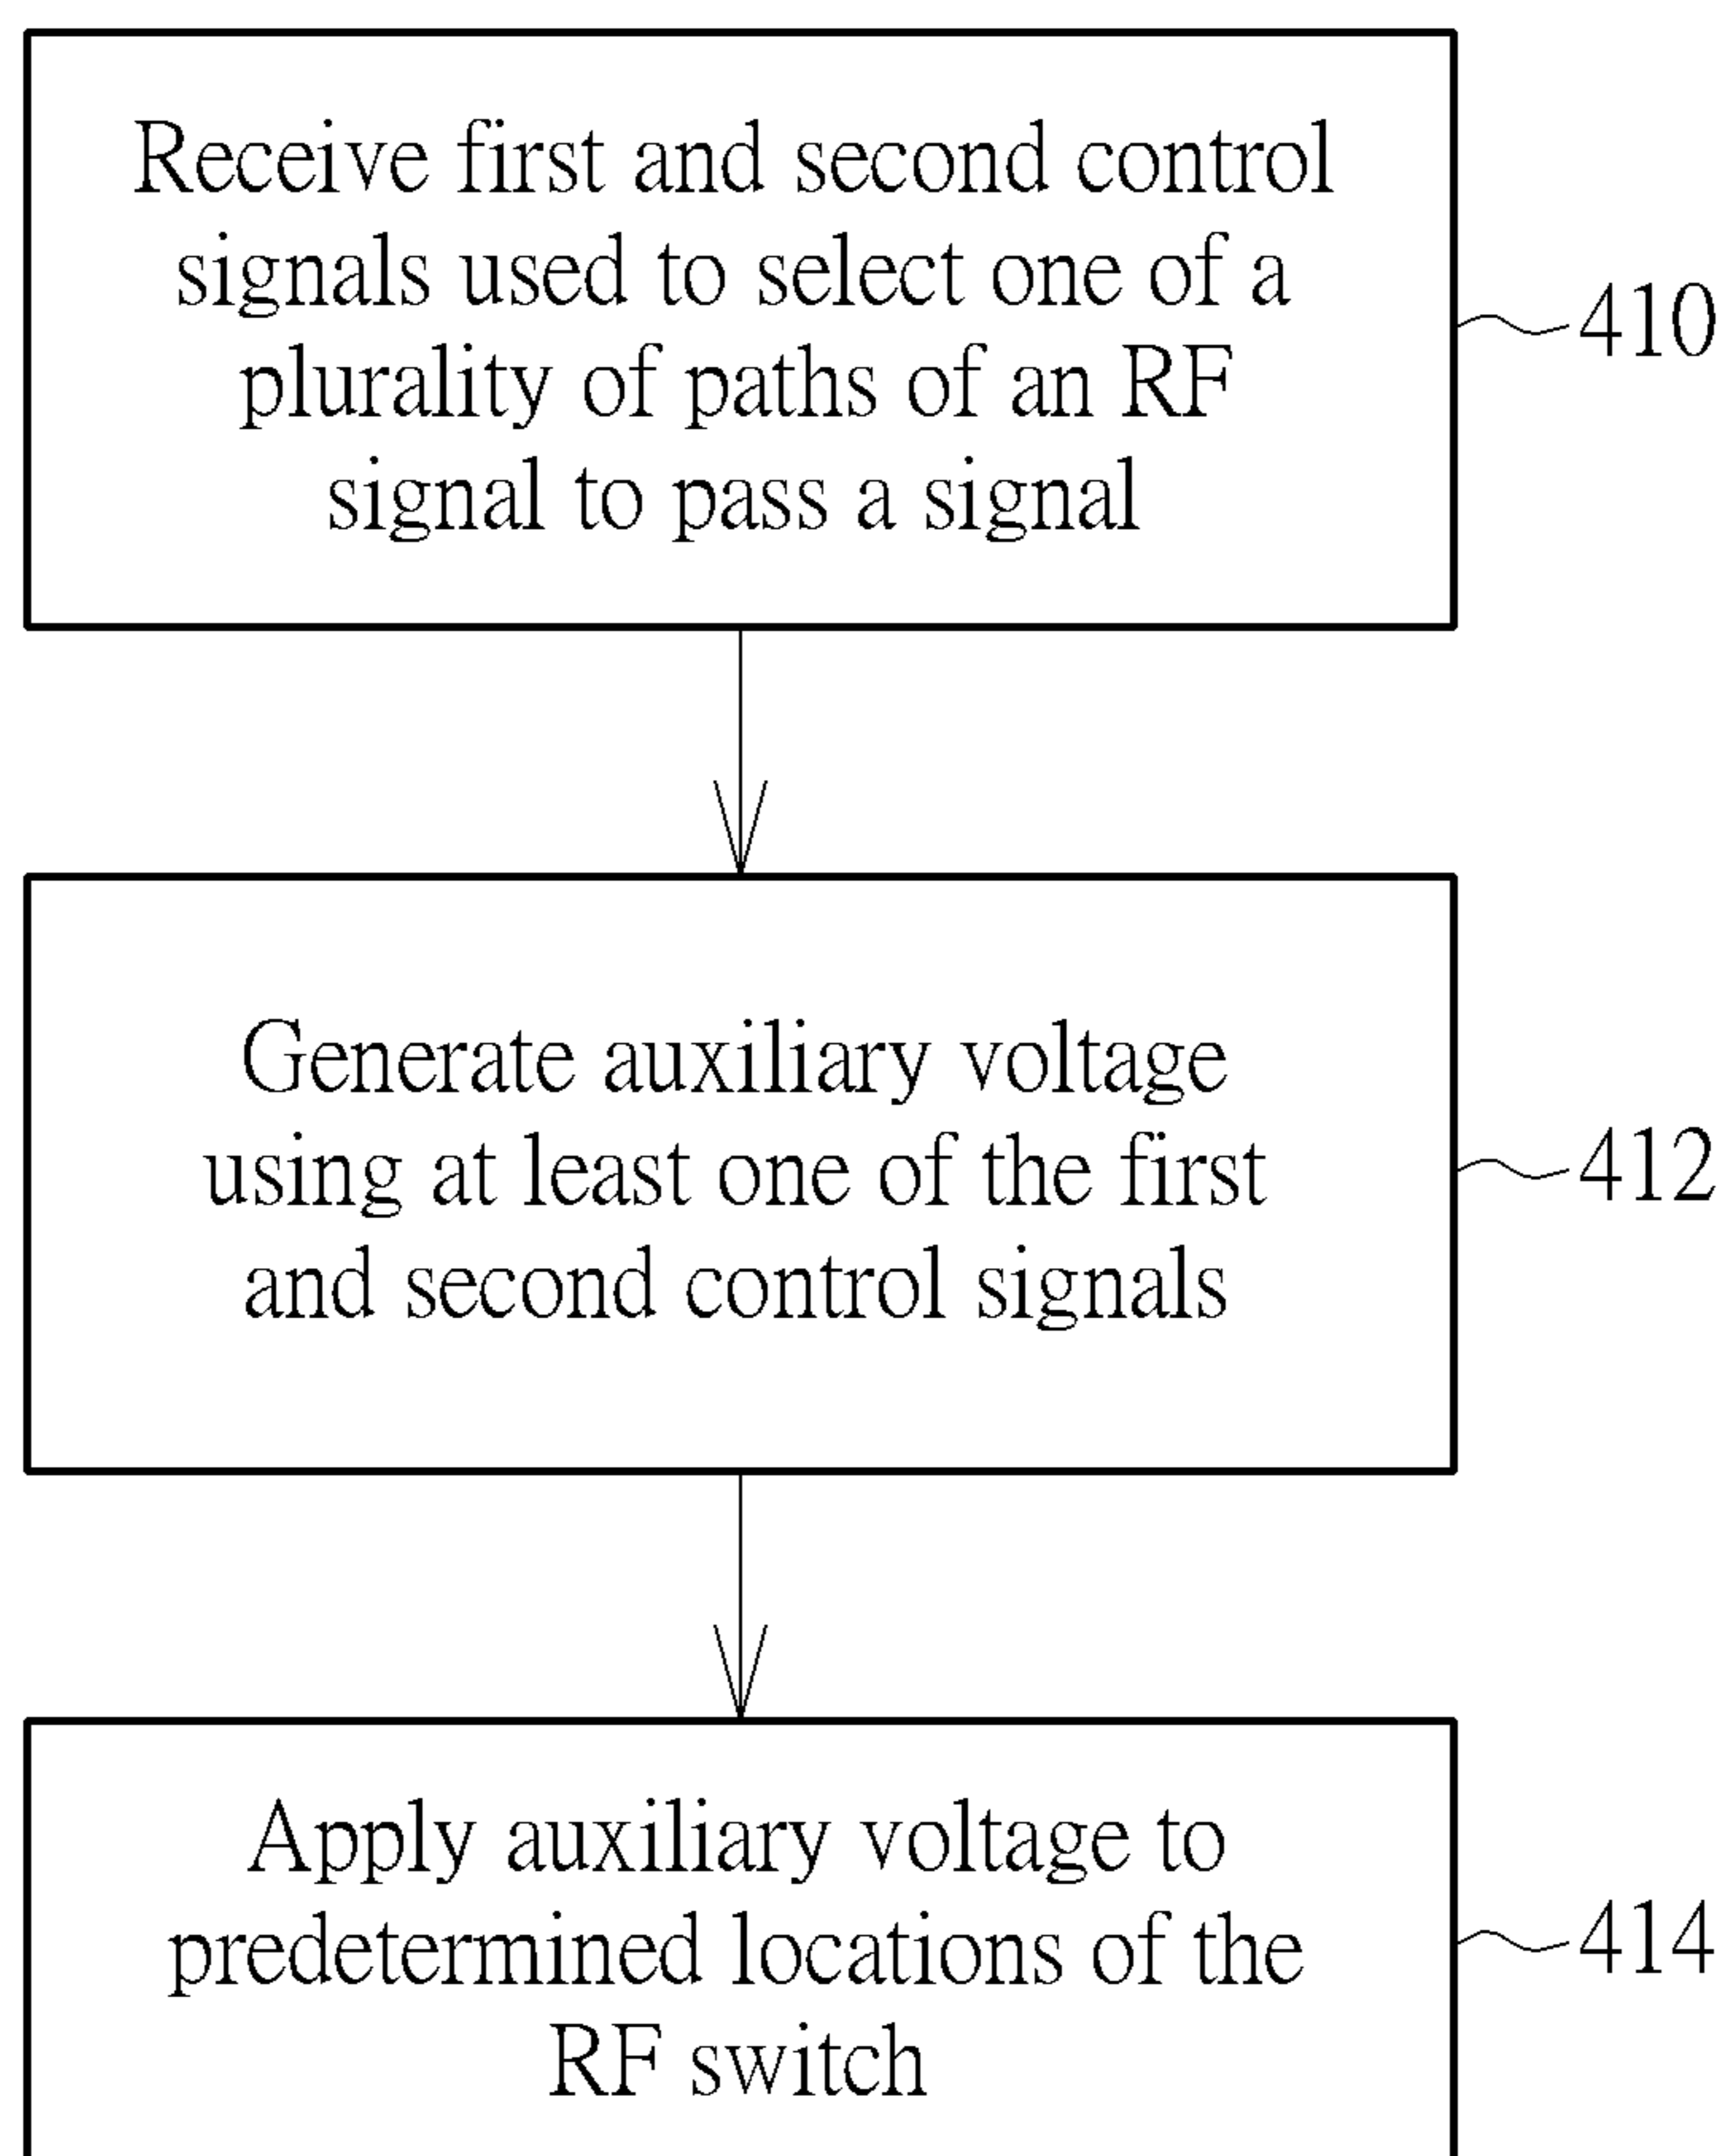 Receive first and second control
signals used to select one of a
plurality of paths of an RF
signal to pass a signal
410
Generate auxiliary voltage
using at least one of the first
and second control signals
412
Apply auxiliary voltage to
predetermined locations of the
RF switch
414